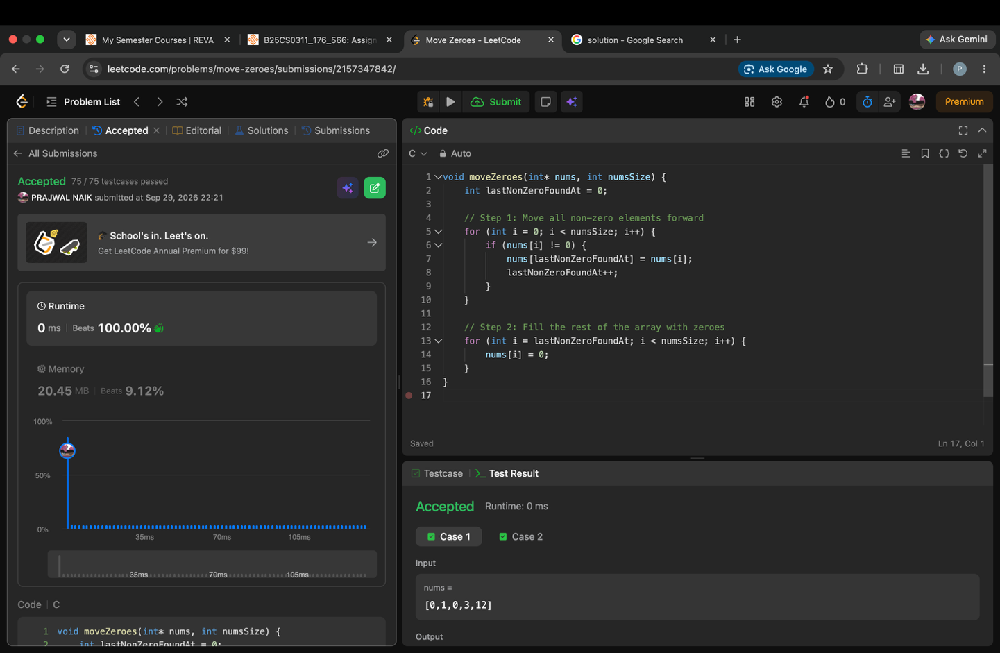 My Semester Courses | REVA
B25CS0311_176_566: Assign
Move Zeroes - LeetCode
solution - Google Search
Ask Gemini
leetcode.com/problems/move-zeroes/submissions/2157347842/
Ask Google
P
Problem List
Submit
0
Premium
Description
Accepted
Editorial
Solutions
Submissions
All Submissions
Accepted 75 / 75 testcases passed
PRAJWAL NAIK submitted at Sep 29, 2026 22:21
School's in. Leet's on.
Get LeetCode Annual Premium for $99!
Runtime
0 ms | Beats 100.00%
Memory
20.45 MB | Beats 9.12%
100%
50%
0%
35ms 70ms 105ms
35ms 70ms 105ms
Code | C
1 void moveZeroes(int* nums, int numsSize) {
2 int lastNonZeroFoundAt = 0;
</> Code
C Auto
1 void moveZeroes(int* nums, int numsSize) {
2 int lastNonZeroFoundAt = 0;
3
4 // Step 1: Move all non-zero elements forward
5 for (int i = 0; i < numsSize; i++) {
6 if (nums[i] != 0) {
7 nums[lastNonZeroFoundAt] = nums[i];
8 lastNonZeroFoundAt++;
9 }
10 }
11
12 // Step 2: Fill the rest of the array with zeroes
13 for (int i = lastNonZeroFoundAt; i < numsSize; i++) {
14 nums[i] = 0;
15 }
16 }
17
Saved
Ln 17, Col 1
Testcase
Test Result
Accepted Runtime: 0 ms
Case 1 Case 2
Input
nums =
[0,1,0,3,12]
Output